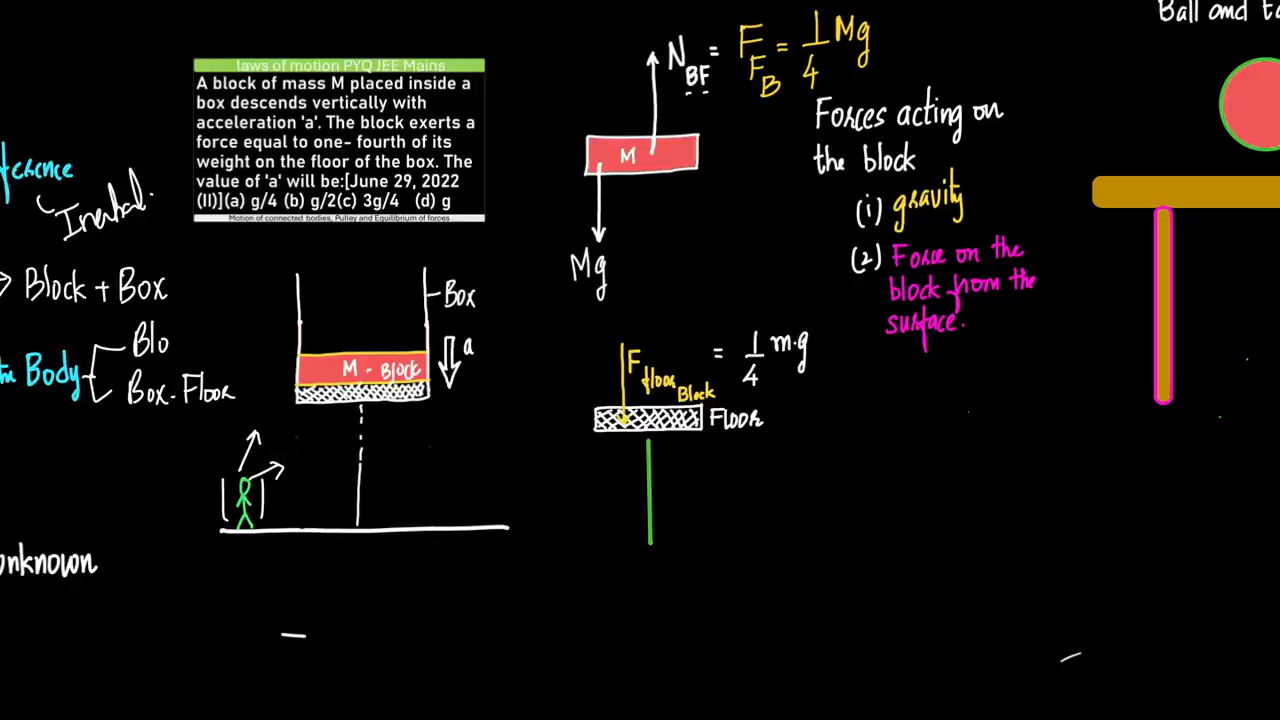 Ball and
laws of motion PYQ JEE Mains
A block of mass M placed inside a
box descends vertically with
acceleration 'a'. The block exerts a
force equal to one- fourth of its
weight on the floor of the box. The
value of 'a' will be:[June 29, 2022
(II)](a) g/4 (b) g/2(c) 3g/4 (d) g
Motion of connected bodies, Pulley and Equilibrium of forces
Inertial.
Block + Box
the Body
Blo
Box-Floor
unknown
Box
a
M - Block
N BF = F F B = 1/4 Mg
M
Mg
Forces acting on
the block
(i) gravity
(2) Force on the
block from the
surface.
F floor Block = 1/4 m.g
Floor